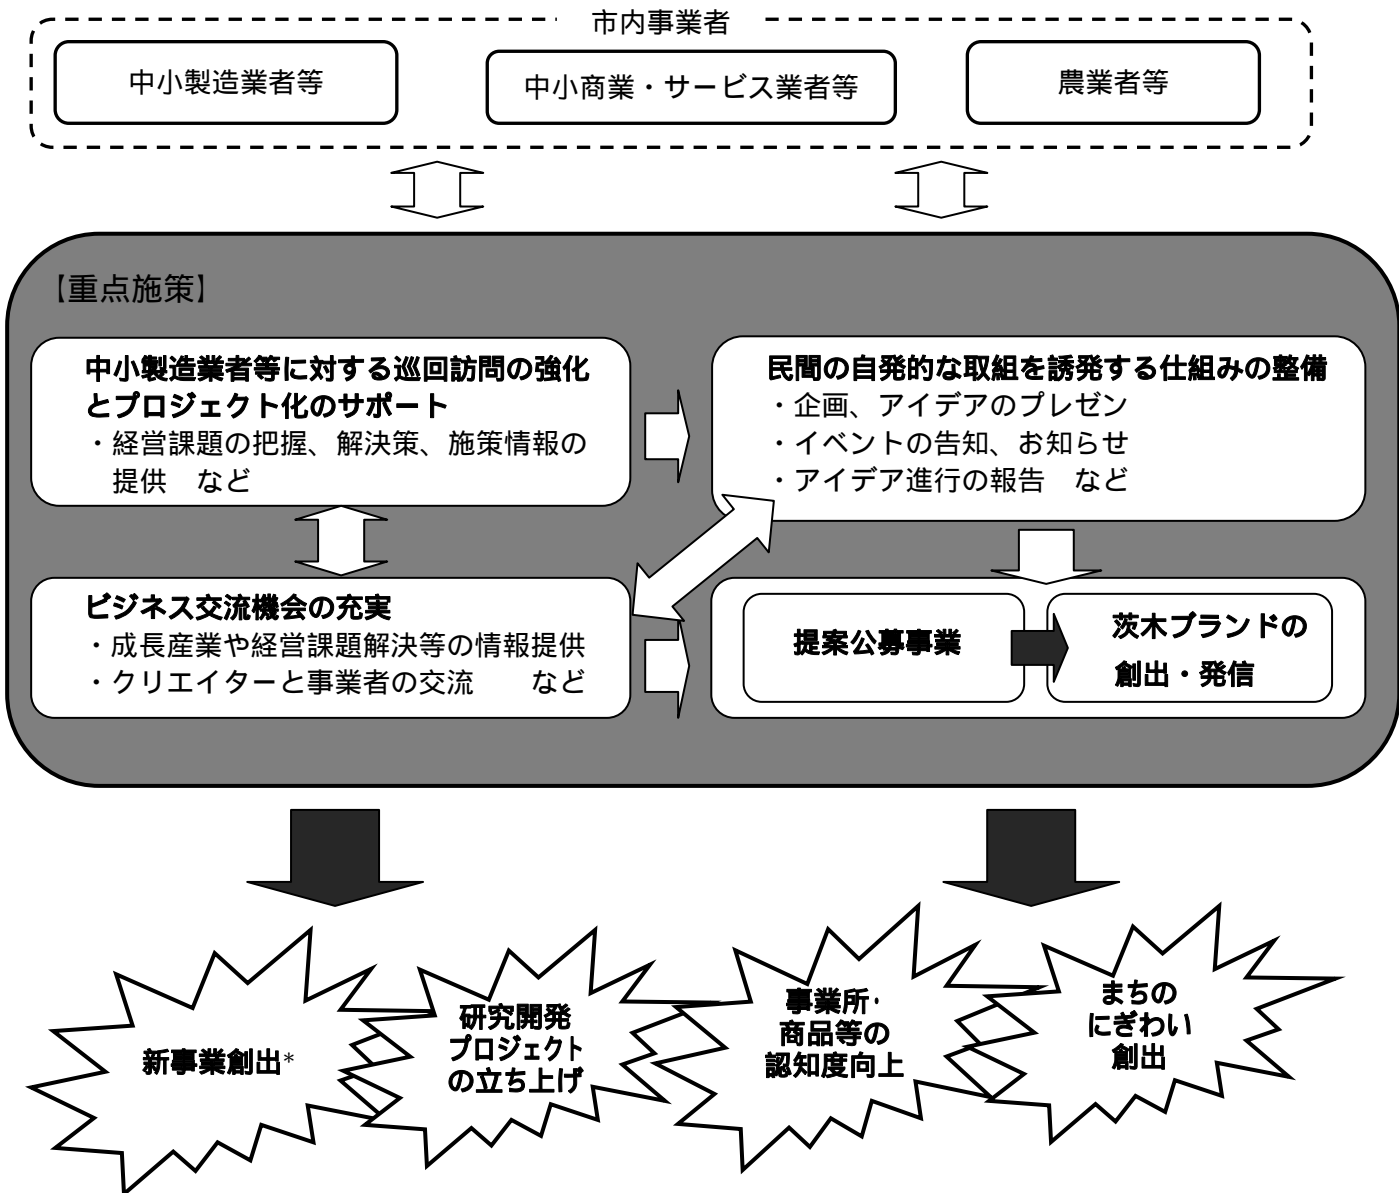 市内事業者
中小製造業者等
中小商業・サービス業者等
農業者等
【重点施策】
中小製造業者等に対する巡回訪問の強化
とプロジェクト化のサポート
・経営課題の把握、解決策、施策情報の
提供　など
民間の自発的な取組を誘発する仕組みの整備
・企画、アイデアのプレゼン
・イベントの告知、お知らせ
・アイデア進行の報告　など
ビジネス交流機会の充実
・成長産業や経営課題解決等の情報提供
・クリエイターと事業者の交流　　など
提案公募事業
茨木ブランドの
創出・発信
新事業創出*
研究開発
プロジェクト
の立ち上げ
事業所・
商品等の
認知度向上
まちの
にぎわい
創出